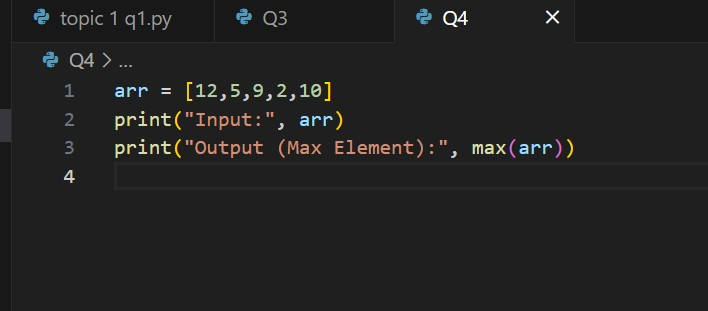 topic 1 q1.py Q3 Q4 ×
Q4 > ...
1 arr = [12,5,9,2,10]
2 print("Input:", arr)
3 print("Output (Max Element):", max(arr))
4